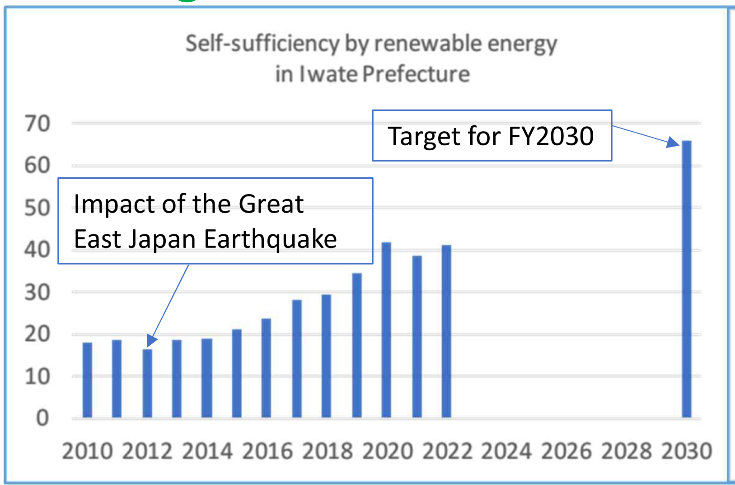 Self-sufficiency by renewable energy
in Iwate Prefecture
70
Target for FY2030
60
50
Impact of the Great
East Japan Earthquake
40
30
20
10
0
2010 2012 2014 2016 2018 2020 2022 2024 2026 2028 2030